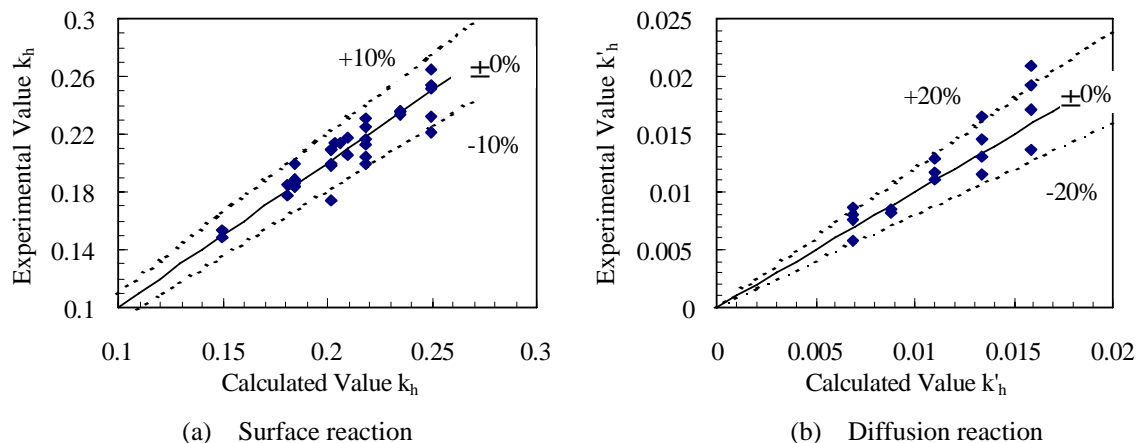 0.3
0.26
0.22
0.18
0.14
0.1
Experimental Value kh
+10%
±0%
-10%
0.1 0.15 0.2 0.25 0.3
Calculated Value kh
(a) Surface reaction
0.025
0.02
0.015
0.01
0.005
0
Experimental Value k'h
+20%
±0%
-20%
0 0.005 0.01 0.015 0.02
Calculated Value k'h
(b) Diffusion reaction